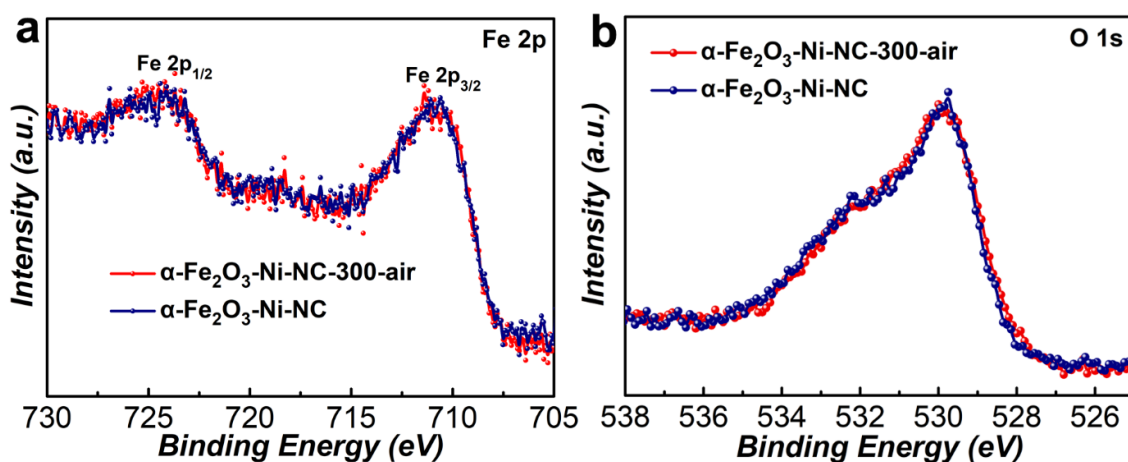 a
Fe 2p
Fe 2p1/2
Fe 2p3/2
α-Fe2O3-Ni-NC-300-air
α-Fe2O3-Ni-NC
Intensity (a.u.)
730 725 720 715 710 705
Binding Energy (eV)
b
O 1s
α-Fe2O3-Ni-NC-300-air
α-Fe2O3-Ni-NC
Intensity (a.u.)
538 536 534 532 530 528 526
Binding Energy (eV)